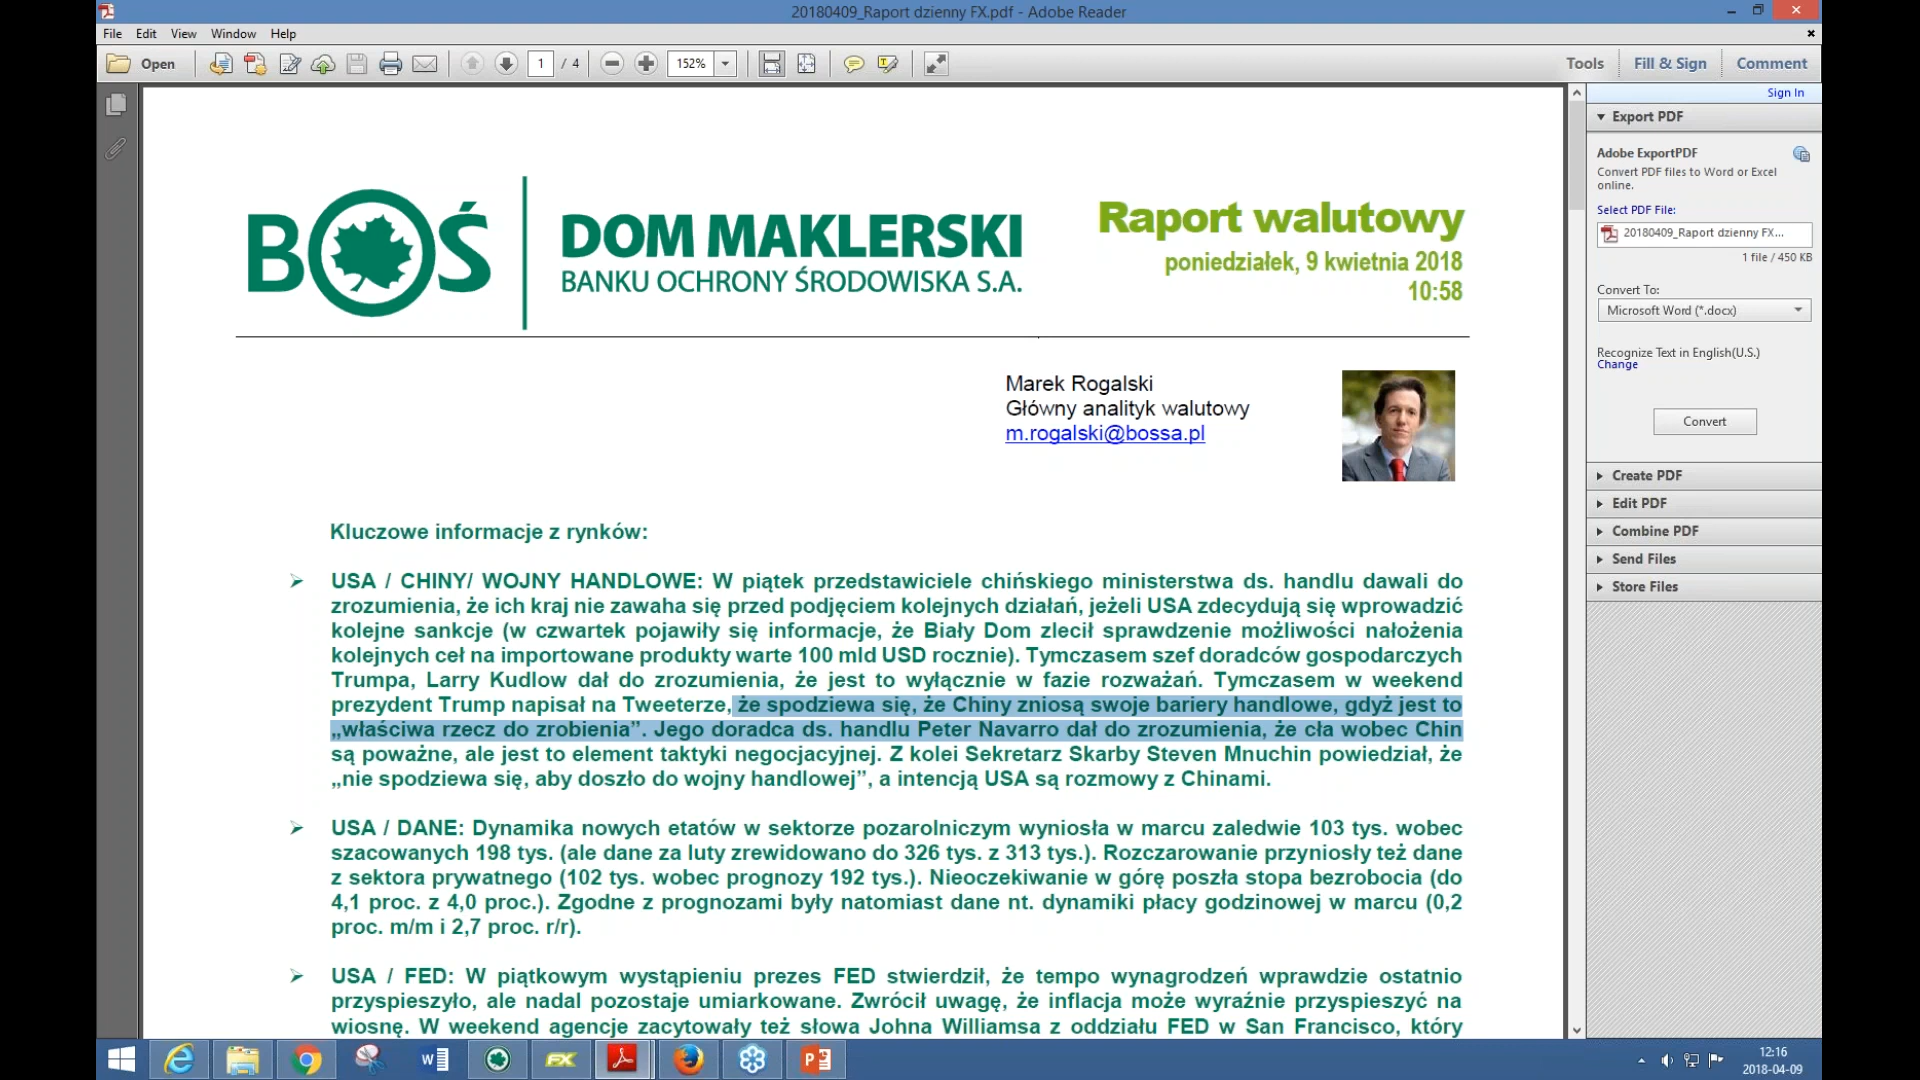 20180409_Raport dzienny FX.pdf - Adobe Reader
File Edit View Window Help
Open 1 / 4 152% Tools Fill & Sign Comment
Sign In
Export PDF
Adobe ExportPDF
Convert PDF files to Word or Excel
online.
Select PDF File:
20180409_Raport dzienny FX...
1 file / 450 KB
Convert To:
Microsoft Word (*.docx)
Recognize Text in English(U.S.)
Change
Convert
Create PDF
Edit PDF
Combine PDF
Send Files
Store Files
BOŚ
DOM MAKLERSKI
BANKU OCHRONY ŚRODOWISKA S.A.
Raport walutowy
poniedziałek, 9 kwietnia 2018
10:58
Marek Rogalski
Główny analityk walutowy
m.rogalski@bossa.pl
Kluczowe informacje z rynków:
USA / CHINY/ WOJNY HANDLOWE: W piątek przedstawiciele chińskiego ministerstwa ds. handlu dawali do
zrozumienia, że ich kraj nie zawaha się przed podjęciem kolejnych działań, jeżeli USA zdecydują się wprowadzić
kolejne sankcje (w czwartek pojawiły się informacje, że Biały Dom zlecił sprawdzenie możliwości nałożenia
kolejnych ceł na importowane produkty warte 100 mld USD rocznie). Tymczasem szef doradców gospodarczych
Trumpa, Larry Kudlow dał do zrozumienia, że jest to wyłącznie w fazie rozważań. Tymczasem w weekend
prezydent Trump napisał na Tweeterze, że spodziewa się, że Chiny zniosą swoje bariery handlowe, gdyż jest to
„właściwa rzecz do zrobienia”. Jego doradca ds. handlu Peter Navarro dał do zrozumienia, że cła wobec Chin
są poważne, ale jest to element taktyki negocjacyjnej. Z kolei Sekretarz Skarby Steven Mnuchin powiedział, że
„nie spodziewa się, aby doszło do wojny handlowej”, a intencją USA są rozmowy z Chinami.
USA / DANE: Dynamika nowych etatów w sektorze pozarolniczym wyniosła w marcu zaledwie 103 tys. wobec
szacowanych 198 tys. (ale dane za luty zrewidowano do 326 tys. z 313 tys.). Rozczarowanie przyniosły też dane
z sektora prywatnego (102 tys. wobec prognozy 192 tys.). Nieoczekiwanie w górę poszła stopa bezrobocia (do
4,1 proc. z 4,0 proc.). Zgodne z prognozami były natomiast dane nt. dynamiki płacy godzinowej w marcu (0,2
proc. m/m i 2,7 proc. r/r).
USA / FED: W piątkowym wystąpieniu prezes FED stwierdził, że tempo wynagrodzeń wprawdzie ostatnio
przyspieszyło, ale nadal pozostaje umiarkowane. Zwrócił uwagę, że inflacja może wyraźnie przyspieszyć na
wiosnę. W weekend agencje zacytowały też słowa Johna Williamsa z oddziału FED w San Francisco, który
FX
12:16
2018-04-09